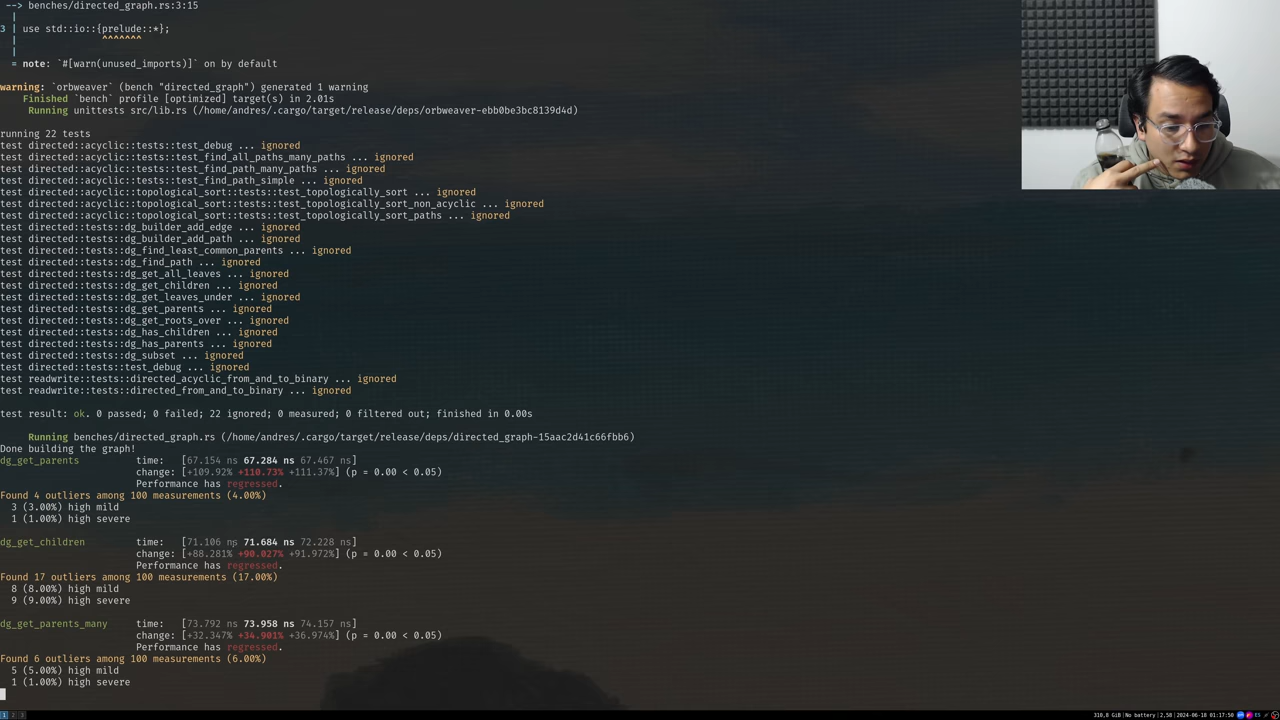 --> benches/directed_graph.rs:3:15
|
3 | use std::io::{prelude::*};
|               ^^^^^^^
|
= note: `#[warn(unused_imports)]` on by default
warning: `orbweaver` (bench "directed_graph") generated 1 warning
Finished `bench` profile [optimized] target(s) in 2.01s
Running unittests src/lib.rs (/home/andres/.cargo/target/release/deps/orbweaver-ebb0be3bc8139d4d)
running 22 tests
test directed::acyclic::tests::test_debug ... ignored
test directed::acyclic::tests::test_find_all_paths_many_paths ... ignored
test directed::acyclic::tests::test_find_path_many_paths ... ignored
test directed::acyclic::tests::test_find_path_simple ... ignored
test directed::acyclic::topological_sort::tests::test_topologically_sort ... ignored
test directed::acyclic::topological_sort::tests::test_topologically_sort_non_acyclic ... ignored
test directed::acyclic::topological_sort::tests::test_topologically_sort_paths ... ignored
test directed::tests::dg_builder_add_edge ... ignored
test directed::tests::dg_builder_add_path ... ignored
test directed::tests::dg_find_least_common_parents ... ignored
test directed::tests::dg_find_path ... ignored
test directed::tests::dg_get_all_leaves ... ignored
test directed::tests::dg_get_children ... ignored
test directed::tests::dg_get_leaves_under ... ignored
test directed::tests::dg_get_parents ... ignored
test directed::tests::dg_get_roots_over ... ignored
test directed::tests::dg_has_children ... ignored
test directed::tests::dg_has_parents ... ignored
test directed::tests::dg_subset ... ignored
test directed::tests::test_debug ... ignored
test readwrite::tests::directed_acyclic_from_and_to_binary ... ignored
test readwrite::tests::directed_from_and_to_binary ... ignored
test result: ok. 0 passed; 0 failed; 22 ignored; 0 measured; 0 filtered out; finished in 0.00s
Running benches/directed_graph.rs (/home/andres/.cargo/target/release/deps/directed_graph-15aac2d41c66fbb6)
Done building the graph!
dg_get_parents time: [67.154 ns 67.284 ns 67.467 ns]
change: [+109.92% +110.73% +111.37%] (p = 0.00 < 0.05)
Performance has regressed.
Found 4 outliers among 100 measurements (4.00%)
3 (3.00%) high mild
1 (1.00%) high severe
dg_get_children time: [71.106 ns 71.684 ns 72.228 ns]
change: [+88.281% +90.027% +91.972%] (p = 0.00 < 0.05)
Performance has regressed.
Found 17 outliers among 100 measurements (17.00%)
8 (8.00%) high mild
9 (9.00%) high severe
dg_get_parents_many time: [73.792 ns 73.958 ns 74.157 ns]
change: [+32.347% +34.901% +36.974%] (p = 0.00 < 0.05)
Performance has regressed.
Found 6 outliers among 100 measurements (6.00%)
5 (5.00%) high mild
1 (1.00%) high severe
1 2 3 310,8 GiB|No battery|2,58|2024-06-18 01:17:50 ES